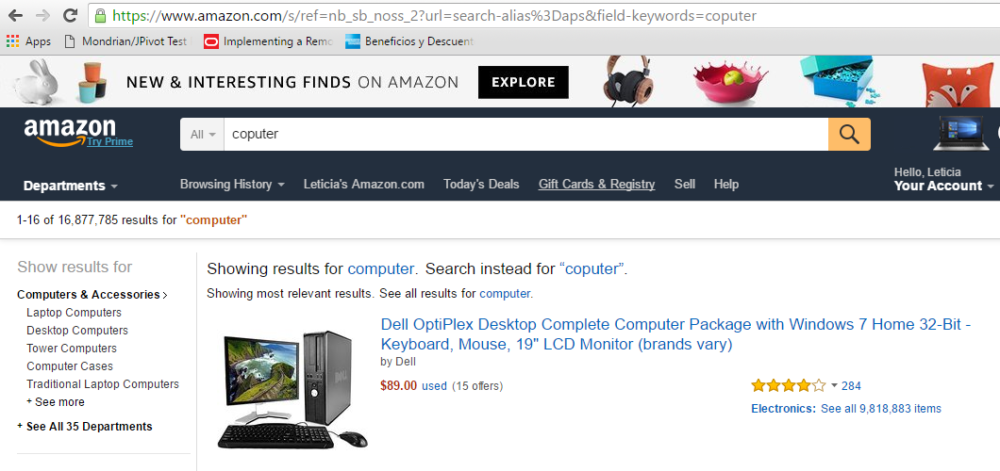 https://www.amazon.com/s/ref=nb_sb_noss_2?url=search-alias%3Daps&field-keywords=coputer
Apps Mondrian/JPivot Test Implementing a Remo Beneficios y Descuent
NEW & INTERESTING FINDS ON AMAZON EXPLORE
amazon
Try Prime
All coputer
Departments Browsing History Leticia's Amazon.com Today's Deals Gift Cards & Registry Sell Help
Hello, Leticia
Your Account
1-16 of 16,877,785 results for "computer"
Show results for
Computers & Accessories
Laptop Computers
Desktop Computers
Tower Computers
Computer Cases
Traditional Laptop Computers
+ See more
+ See All 35 Departments
Showing results for computer. Search instead for “coputer”.
Showing most relevant results. See all results for computer.
Dell OptiPlex Desktop Complete Computer Package with Windows 7 Home 32-Bit -
Keyboard, Mouse, 19" LCD Monitor (brands vary)
by Dell
$89.00 used (15 offers)
284
Electronics: See all 9,818,883 items